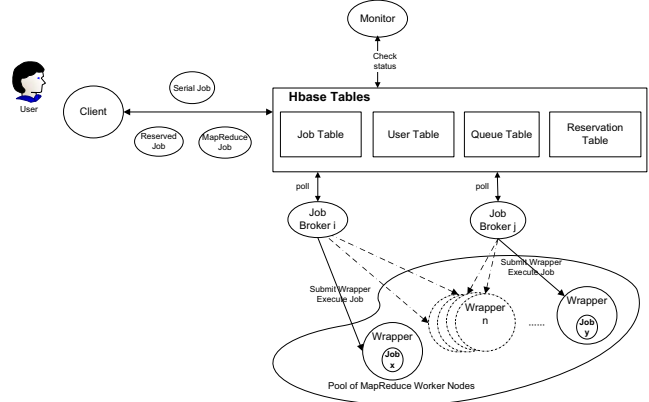 Monitor
Check
status
User
Client
Serial Job
Reserved
Job
MapReduce
Job
Hbase Tables
Job Table
User Table
Queue Table
Reservation
Table
poll
poll
Job
Broker i
Job
Broker j
Submit Wrapper
Execute Job
Submit Wrapper
Execute Job
Wrapper
n
......
Wrapper
Job
y
Wrapper
Job
x
Pool of MapReduce Worker Nodes